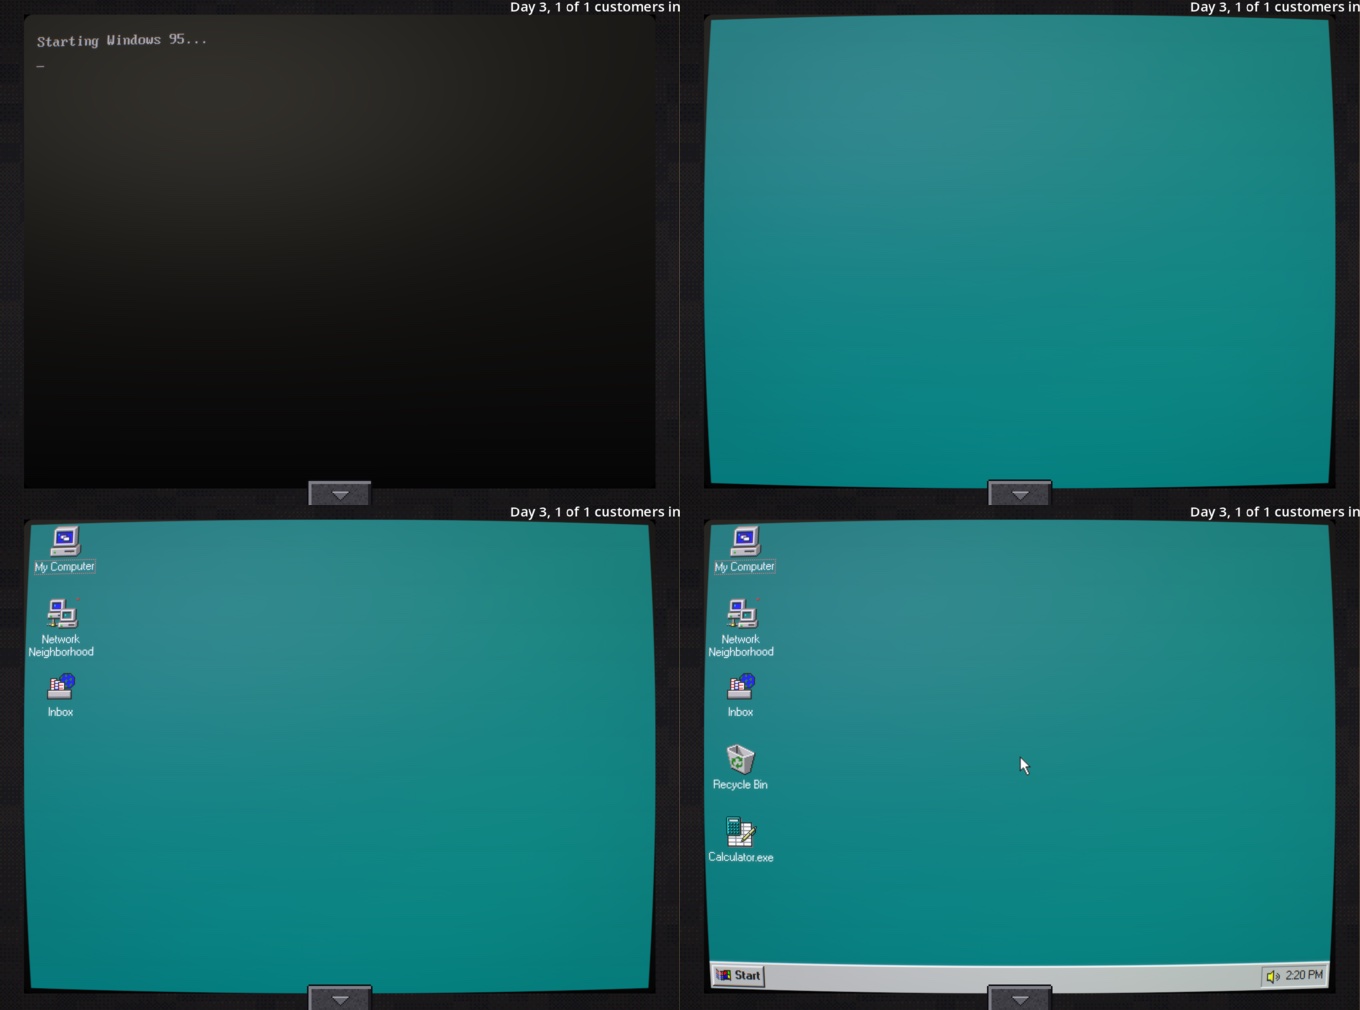 Day 3, 1 of 1 customers in
Starting Windows 95...
_
Day 3, 1 of 1 customers in
Day 3, 1 of 1 customers in
My Computer
Network
Neighborhood
Inbox
Day 3, 1 of 1 customers in
My Computer
Network
Neighborhood
Inbox
Recycle Bin
Calculator.exe
Start
2:20 PM